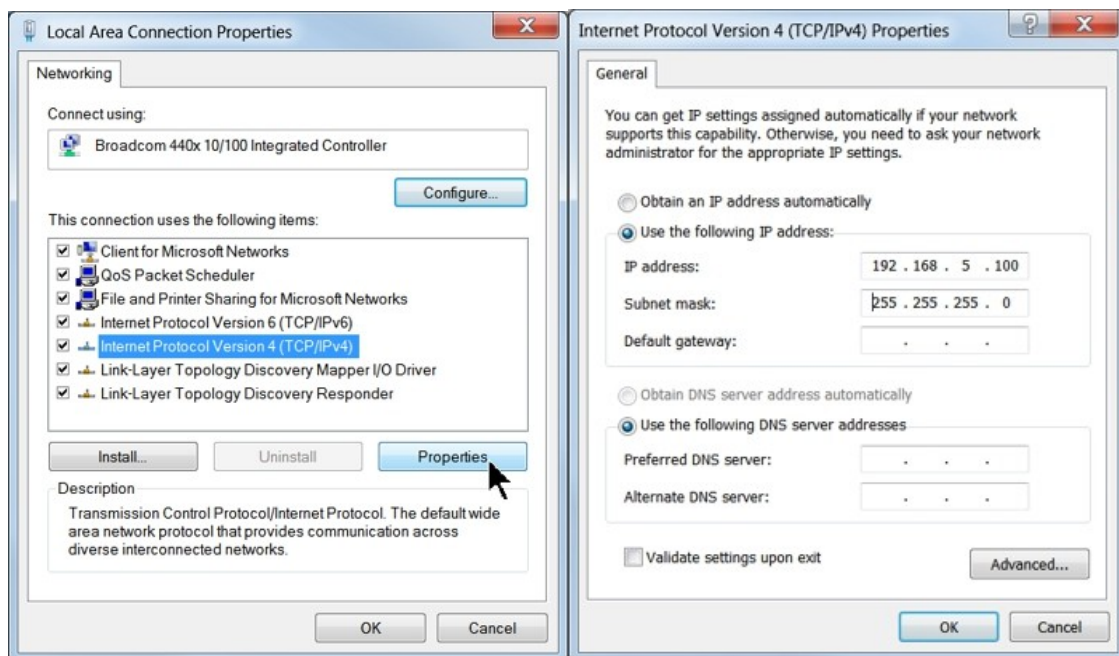 Local Area Connection Properties
Networking
Connect using:
Broadcom 440x 10/100 Integrated Controller
Configure...
This connection uses the following items:
Client for Microsoft Networks
QoS Packet Scheduler
File and Printer Sharing for Microsoft Networks
Internet Protocol Version 6 (TCP/IPv6)
Internet Protocol Version 4 (TCP/IPv4)
Link-Layer Topology Discovery Mapper I/O Driver
Link-Layer Topology Discovery Responder
Install...
Uninstall
Properties
Description
Transmission Control Protocol/Internet Protocol. The default wide
area network protocol that provides communication across
diverse interconnected networks.
OK
Cancel
Internet Protocol Version 4 (TCP/IPv4) Properties
General
You can get IP settings assigned automatically if your network
supports this capability. Otherwise, you need to ask your network
administrator for the appropriate IP settings.
Obtain an IP address automatically
Use the following IP address:
IP address: 192 . 168 . 5 . 100
Subnet mask: 255 . 255 . 255 . 0
Default gateway: . . .
Obtain DNS server address automatically
Use the following DNS server addresses
Preferred DNS server: . . .
Alternate DNS server: . . .
Validate settings upon exit
Advanced...
OK
Cancel